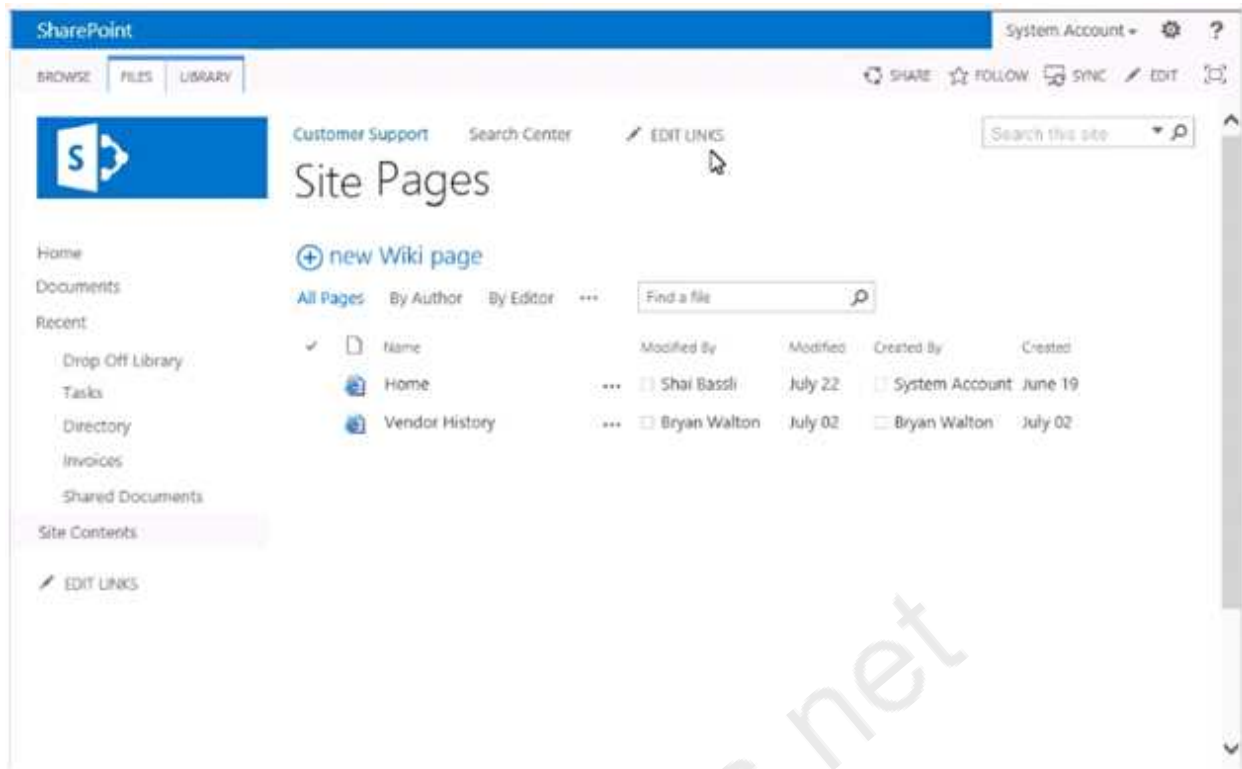 SharePoint System Account ?
BROWSE FILES LIBRARY SHARE FOLLOW SYNC EDIT
S
Customer Support Search Center EDIT LINKS Search this site
Site Pages
Home
Documents
Recent
Drop Off Library
Tasks
Directory
Invoices
Shared Documents
Site Contents
EDIT LINKS
new Wiki page
All Pages By Author By Editor ••• Find a file
Name Modified By Modified Created By Created
Home ••• Shai Bassli July 22 System Account June 19
Vendor History ••• Bryan Walton July 02 Bryan Walton July 02